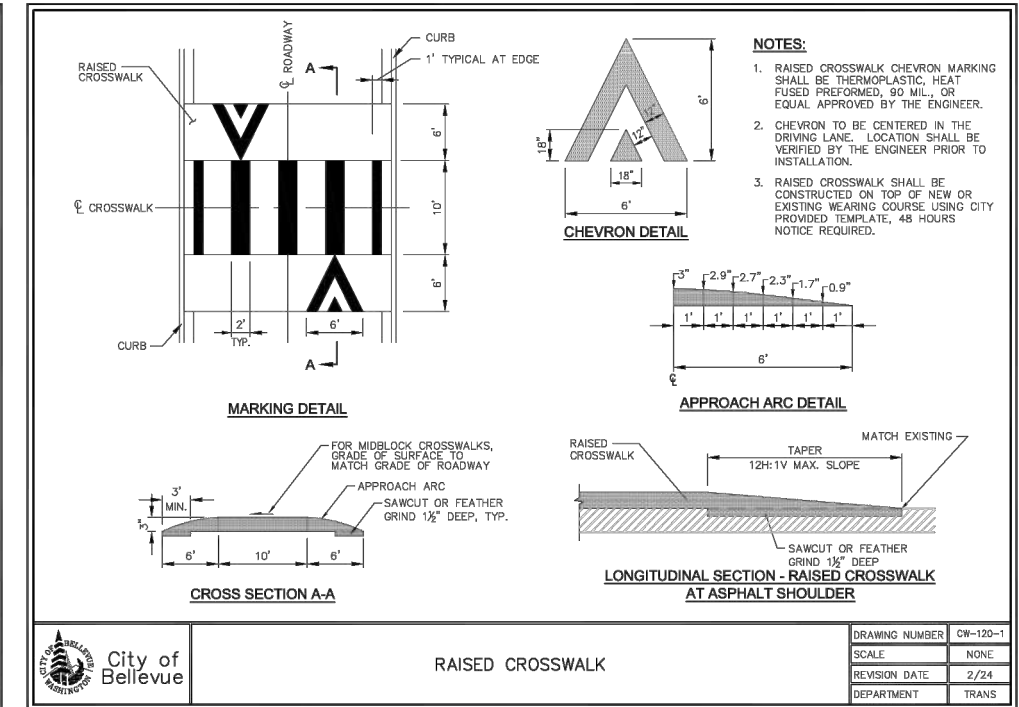 RAISED
CROSSWALK
℄ ROADWAY
A
CURB
1' TYPICAL AT EDGE
6'
℄ CROSSWALK
10'
6'
2'
TYP.
6'
CURB
A
MARKING DETAIL
12"
12"
18"
18"
6'
6'
CHEVRON DETAIL
NOTES:
1. RAISED CROSSWALK CHEVRON MARKING
SHALL BE THERMOPLASTIC, HEAT
FUSED PREFORMED, 90 MIL., OR
EQUAL APPROVED BY THE ENGINEER.
2. CHEVRON TO BE CENTERED IN THE
DRIVING LANE. LOCATION SHALL BE
VERIFIED BY THE ENGINEER PRIOR TO
INSTALLATION.
3. RAISED CROSSWALK SHALL BE
CONSTRUCTED ON TOP OF NEW OR
EXISTING WEARING COURSE USING CITY
PROVIDED TEMPLATE, 48 HOURS
NOTICE REQUIRED.
3" 2.9" 2.7" 2.3" 1.7" 0.9"
1' 1' 1' 1' 1' 1'
6'
℄
APPROACH ARC DETAIL
FOR MIDBLOCK CROSSWALKS,
GRADE OF SURFACE TO
MATCH GRADE OF ROADWAY
APPROACH ARC
SAWCUT OR FEATHER
GRIND 1½" DEEP, TYP.
3'
MIN.
3"
6' 10' 6'
CROSS SECTION A-A
RAISED
CROSSWALK
TAPER
12H:1V MAX. SLOPE
MATCH EXISTING
SAWCUT OR FEATHER
GRIND 1½" DEEP
LONGITUDINAL SECTION - RAISED CROSSWALK
AT ASPHALT SHOULDER
CITY OF BELLEVUE
WASHINGTON
City of
Bellevue
RAISED CROSSWALK
DRAWING NUMBER CW-120-1
SCALE NONE
REVISION DATE 2/24
DEPARTMENT TRANS